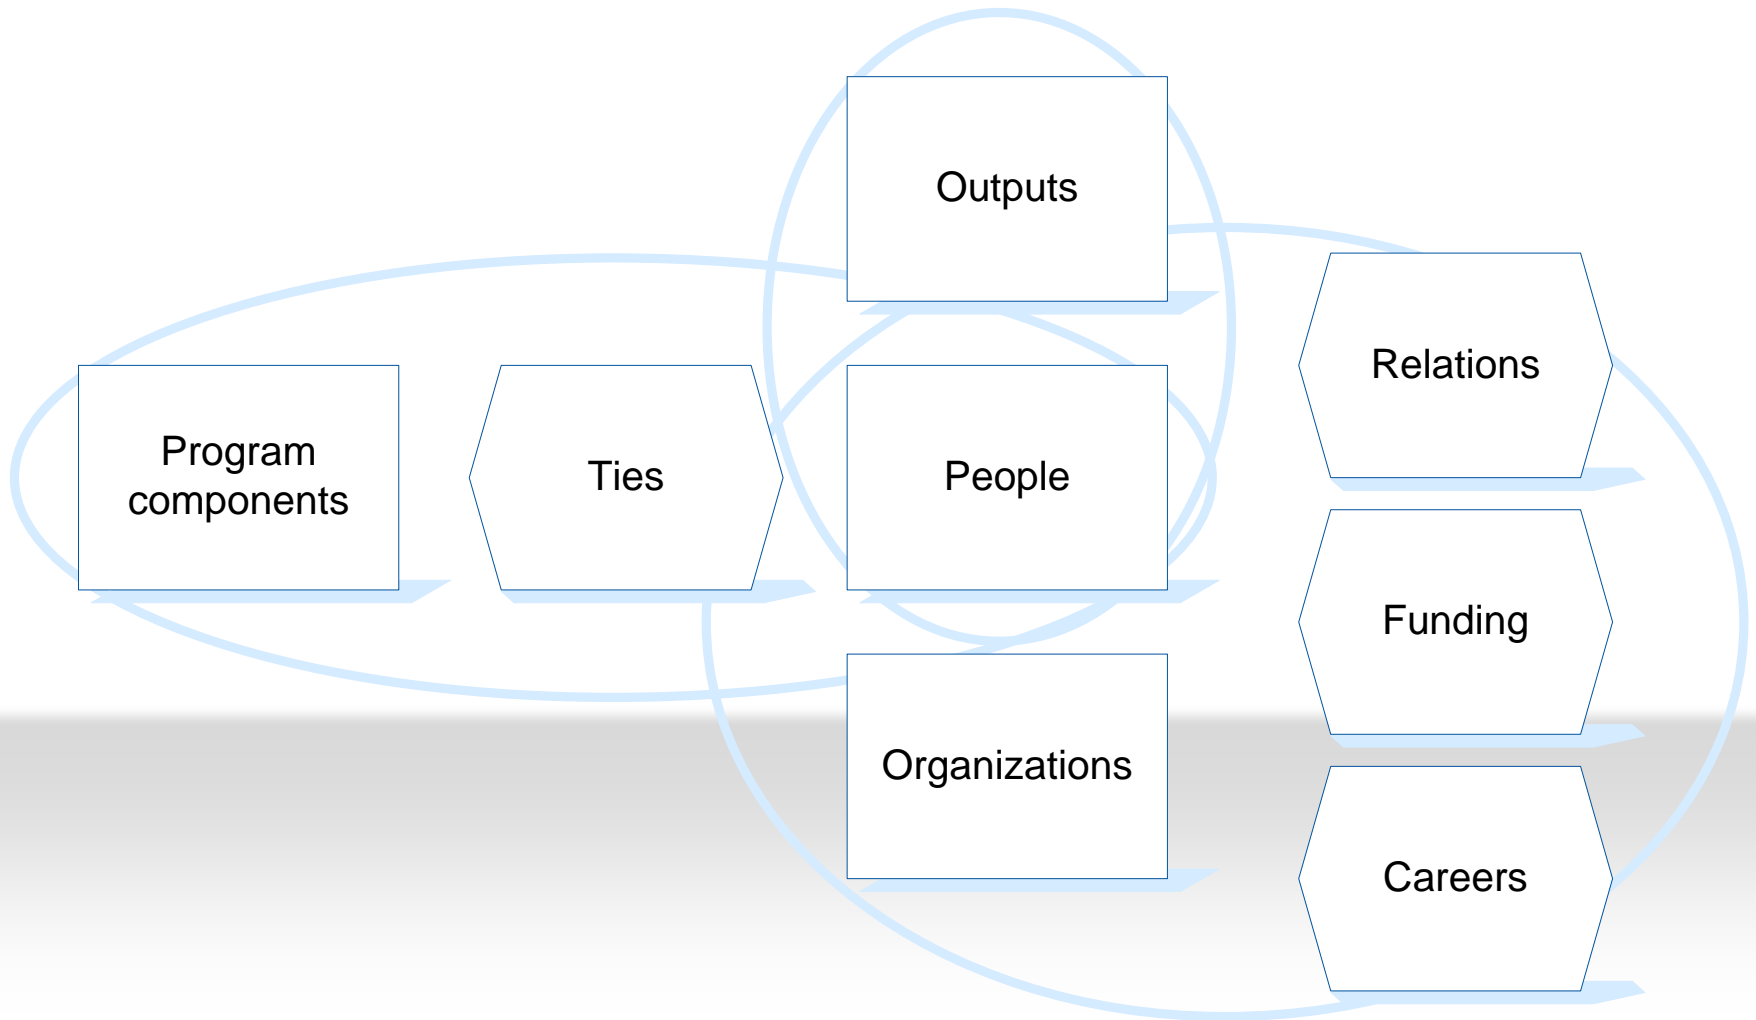 Outputs
Relations
Program
components
Ties
People
Funding
Organizations
Careers